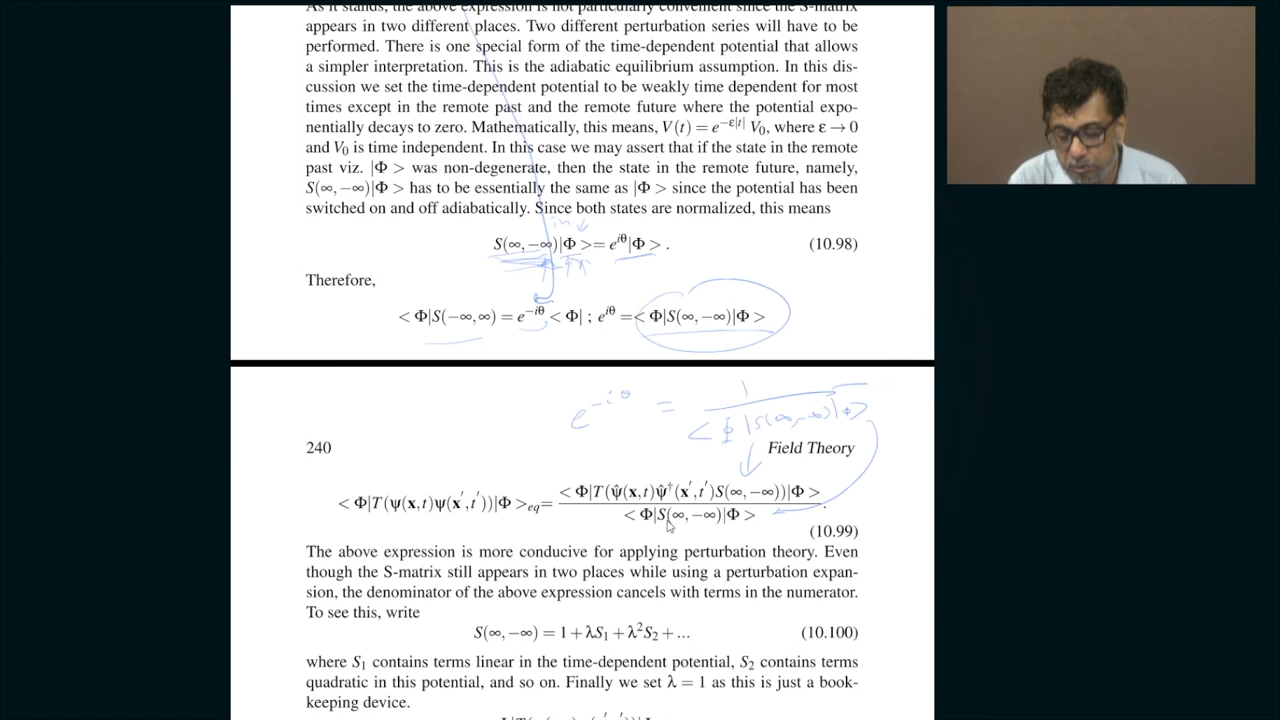 As it stands, the above expression is not particularly convenient since the S-matrix
appears in two different places. Two different perturbation series will have to be
performed. There is one special form of the time-dependent potential that allows
a simpler interpretation. This is the adiabatic equilibrium assumption. In this dis-
cussion we set the time-dependent potential to be weakly time dependent for most
times except in the remote past and the remote future where the potential expo-
nentially decays to zero. Mathematically, this means, V(t) = e^{-ε|t|} V₀, where ε → 0
and V₀ is time independent. In this case we may assert that if the state in the remote
past viz. |Φ > was non-degenerate, then the state in the remote future, namely,
S(∞,−∞)|Φ > has to be essentially the same as |Φ > since the potential has been
switched on and off adiabatically. Since both states are normalized, this means
S(∞,−∞)|Φ >= e^{iθ}|Φ > . (10.98)
Therefore,
< Φ|S(−∞,∞) = e^{−iθ} < Φ| ; e^{iθ} =< Φ|S(∞,−∞)|Φ >
e^{-iθ} = 1 / < Φ |S(∞,-∞)|Φ>
240 Field Theory
< Φ|T(ψ(x,t)ψ(x′,t′))|Φ >_{eq}= < Φ|T(ψ̂(x,t)ψ̂†(x′,t′)S(∞,−∞))|Φ > / < Φ|S(∞,−∞)|Φ > .
(10.99)
The above expression is more conducive for applying perturbation theory. Even
though the S-matrix still appears in two places while using a perturbation expan-
sion, the denominator of the above expression cancels with terms in the numerator.
To see this, write
S(∞,−∞) = 1 + λS₁ + λ²S₂ + ... (10.100)
where S₁ contains terms linear in the time-dependent potential, S₂ contains terms
quadratic in this potential, and so on. Finally we set λ = 1 as this is just a book-
keeping device.